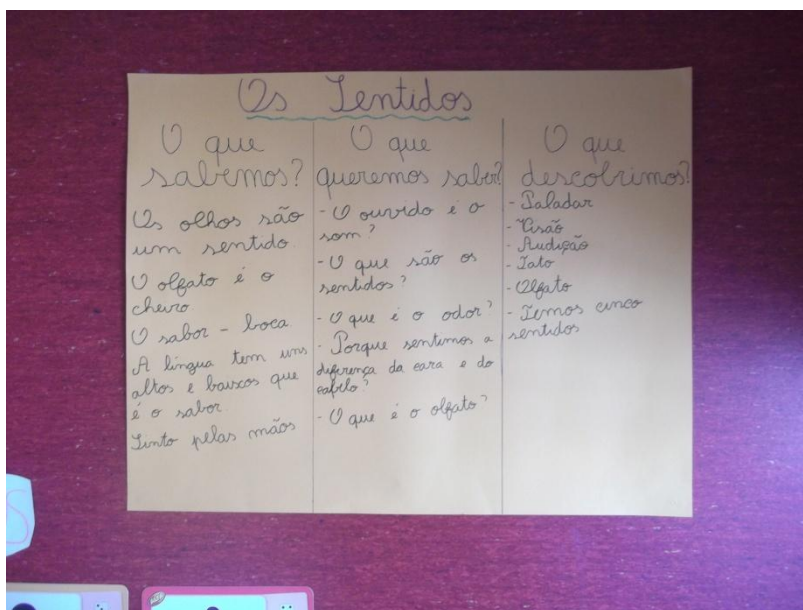 Os Sentidos
O que
sabemos?
Os olhos são
um sentido.
O olfato é o
cheiro
O sabor - boca
A língua tem uns
altos e baixos que
é o sabor.
Sinto pelas mãos
O que
queremos saber?
- O ouvido é o
som?
- O que são os
sentidos?
- O que é o odor?
- Porque sentimos a
diferença da cara e do
cabelo?
- O que é o olfato?
O que
descobrimos?
- Paladar
- Visão
- Audição
- Tato
- Olfato
- Temos cinco
sentidos
S